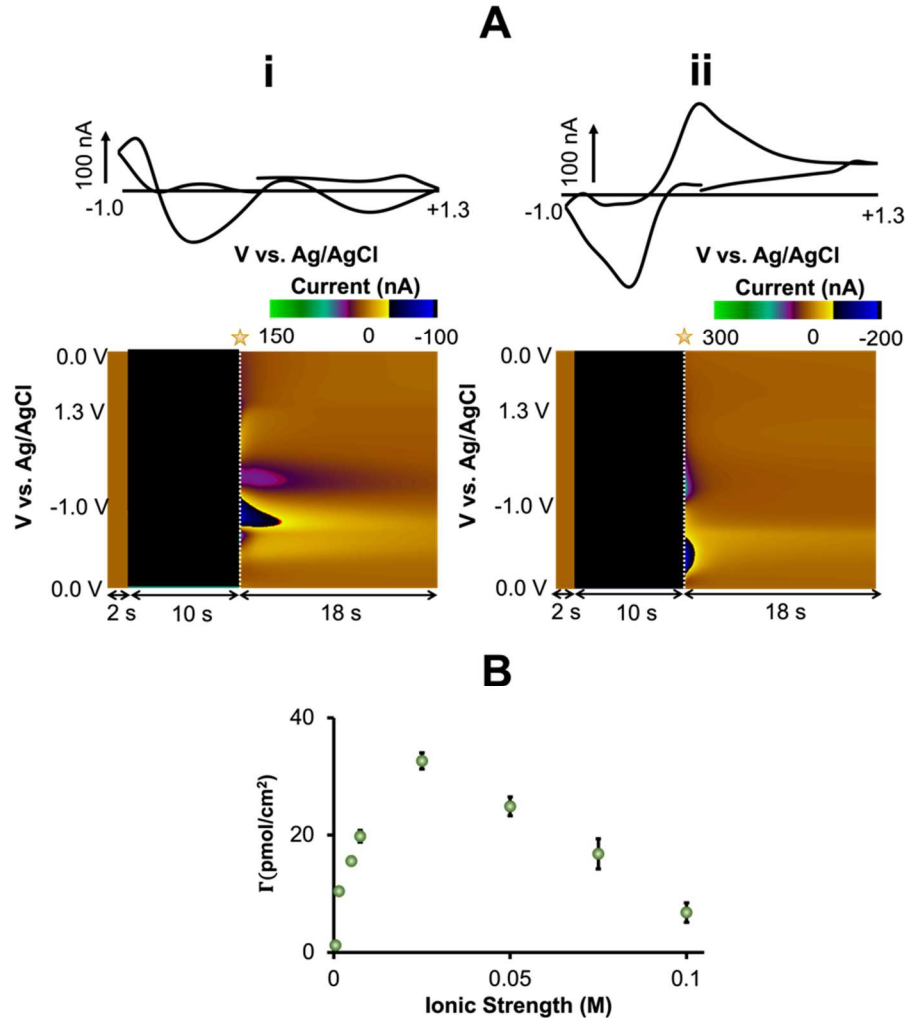 A
i
ii
100 nA
-1.0
+1.3
V vs. Ag/AgCl
100 nA
-1.0
+1.3
V vs. Ag/AgCl
Current (nA)
150
0
-100
Current (nA)
300
0
-200
V vs. Ag/AgCl
0.0 V
1.3 V
-1.0 V
0.0 V
2 s
10 s
18 s
V vs. Ag/AgCl
0.0 V
1.3 V
-1.0 V
0.0 V
2 s
10 s
18 s
B
Γ(pmol/cm²)
40
20
0
0
0.05
0.1
Ionic Strength (M)